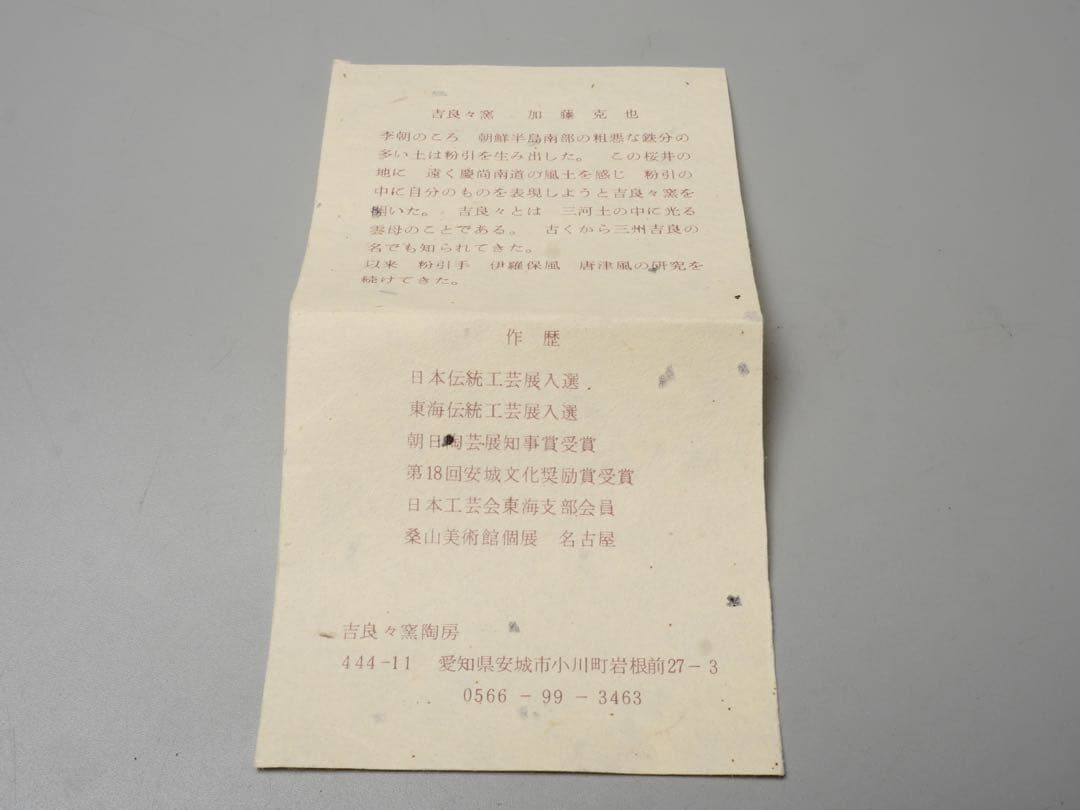 吉良々窯　加藤克也
李朝のころ　朝鮮半島南部の粗悪な鉄分の
多い土は粉引を生み出した。　この桜井の
地に　遠く慶尚南道の風土を感じ　粉引の
中に自分のものを表現しようと吉良々窯を
開いた。　吉良々とは　三河土の中に光る
雲母のことである。　古くから三州吉良の
名でも知られてきた。
以来　粉引手　伊羅保風　唐津風の研究を
続けてきた。
作歴
日本伝統工芸展入選
東海伝統工芸展入選
朝日陶芸展知事賞受賞
第18回安城文化奨励賞受賞
日本工芸会東海支部会員
桑山美術館個展　名古屋
吉良々窯陶房
444-11　愛知県安城市小川町岩根前27－3
0566－99－3463